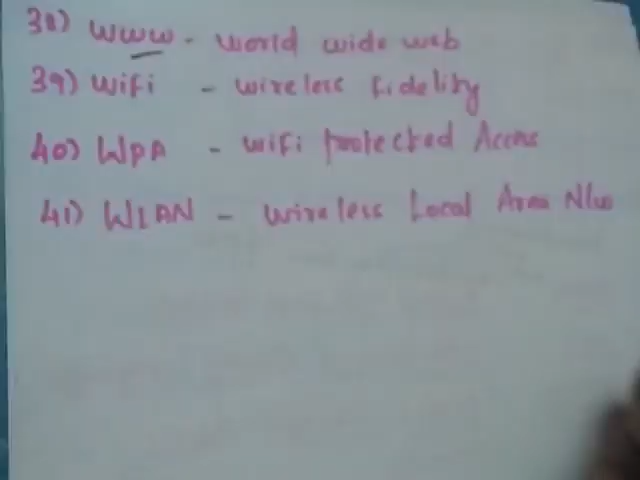 38) WWW - World wide web
39) WiFi - wireless Fidelity
40) WPA - wiFi Protected Access
41) WLAN - wireless Local Area N/w